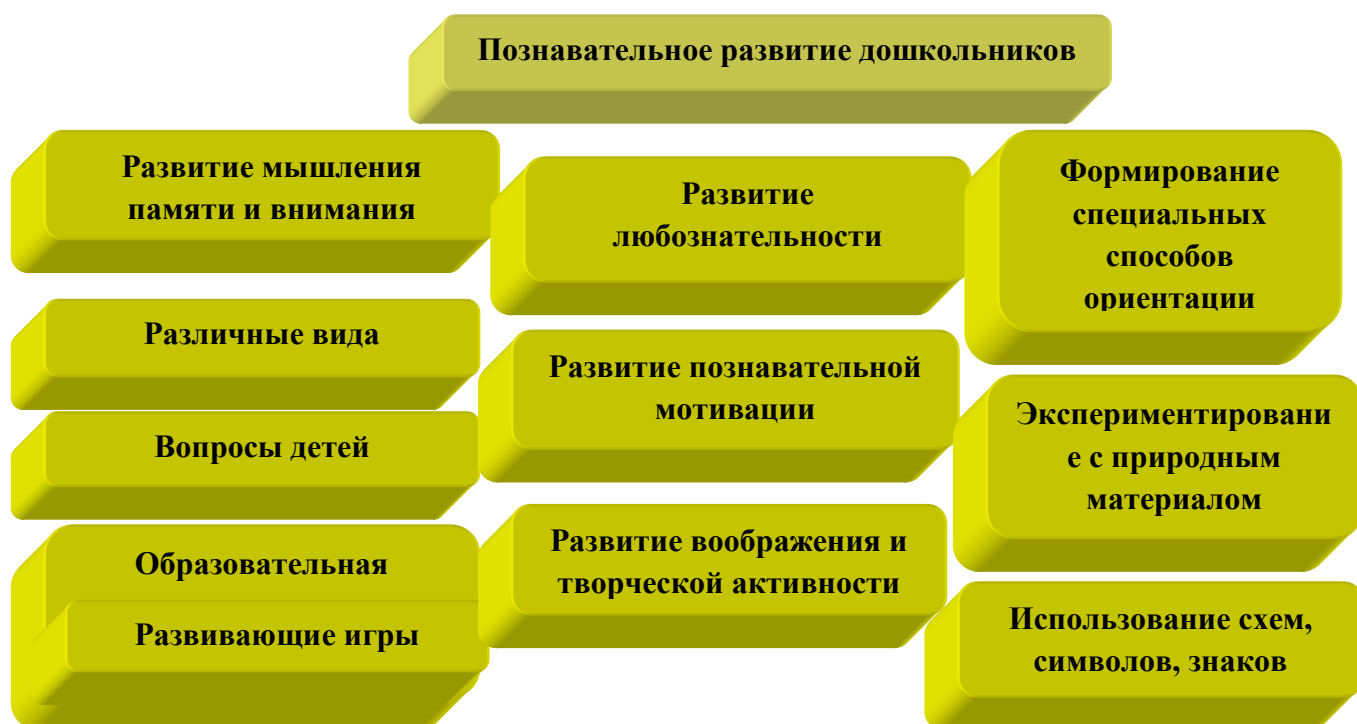 Познавательное развитие дошкольников
Развитие мышления
памяти и внимания
Различные вида
Вопросы детей
Образовательная
Развивающие игры
Развитие
любознательности
Развитие познавательной
мотивации
Развитие воображения и
творческой активности
Формирование
специальных
способов
ориентации
Экспериментировани
е с природным
материалом
Использование схем,
символов, знаков